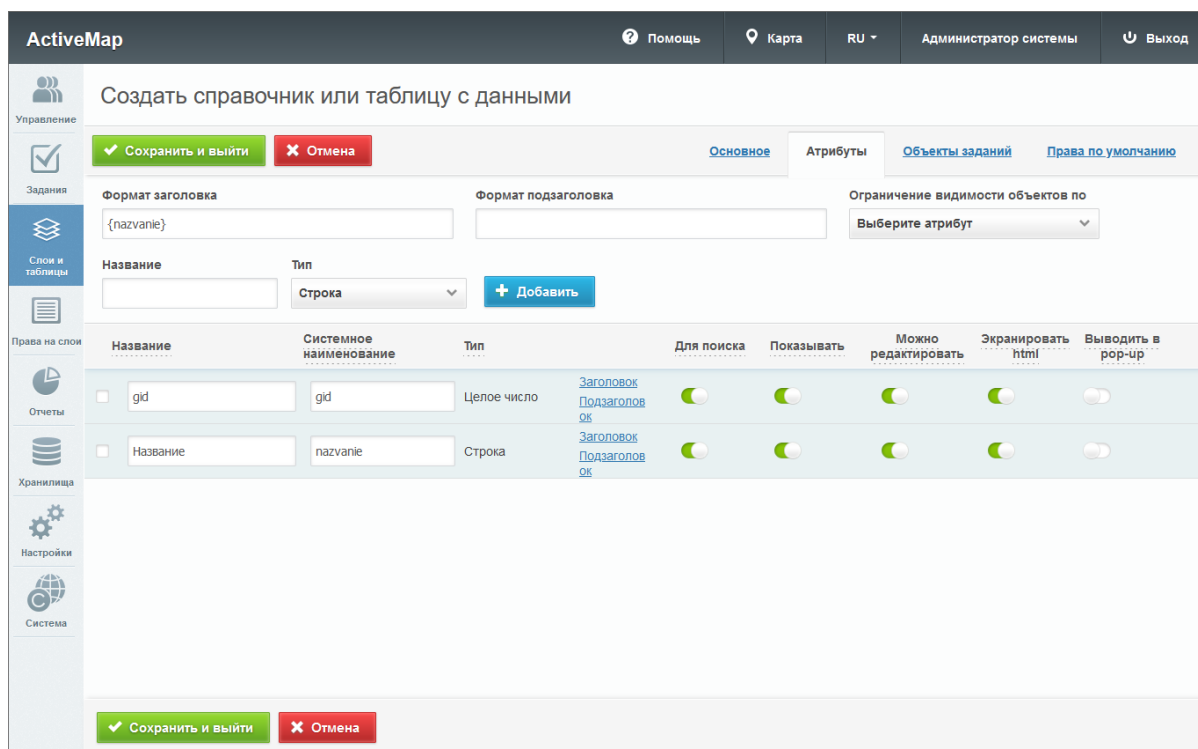 ActiveMap
Помощь
Карта
RU
Администратор системы
Выход
Управление
Задания
Слои и
таблицы
Права на слои
Отчеты
Хранилища
Настройки
Система
Создать справочник или таблицу с данными
Сохранить и выйти
Отмена
Основное
Атрибуты
Объекты заданий
Права по умолчанию
Формат заголовка
Формат подзаголовка
Ограничение видимости объектов по
{nazvanie}
Выберите атрибут
Название
Тип
Строка
Добавить
Название
Системное
наименование
Тип
Для поиска
Показывать
Можно
редактировать
Экранировать
html
Выводить в
pop-up
gid
gid
Целое число
Заголовок
Подзаголов
ок
Название
nazvanie
Строка
Заголовок
Подзаголов
ок
Сохранить и выйти
Отмена